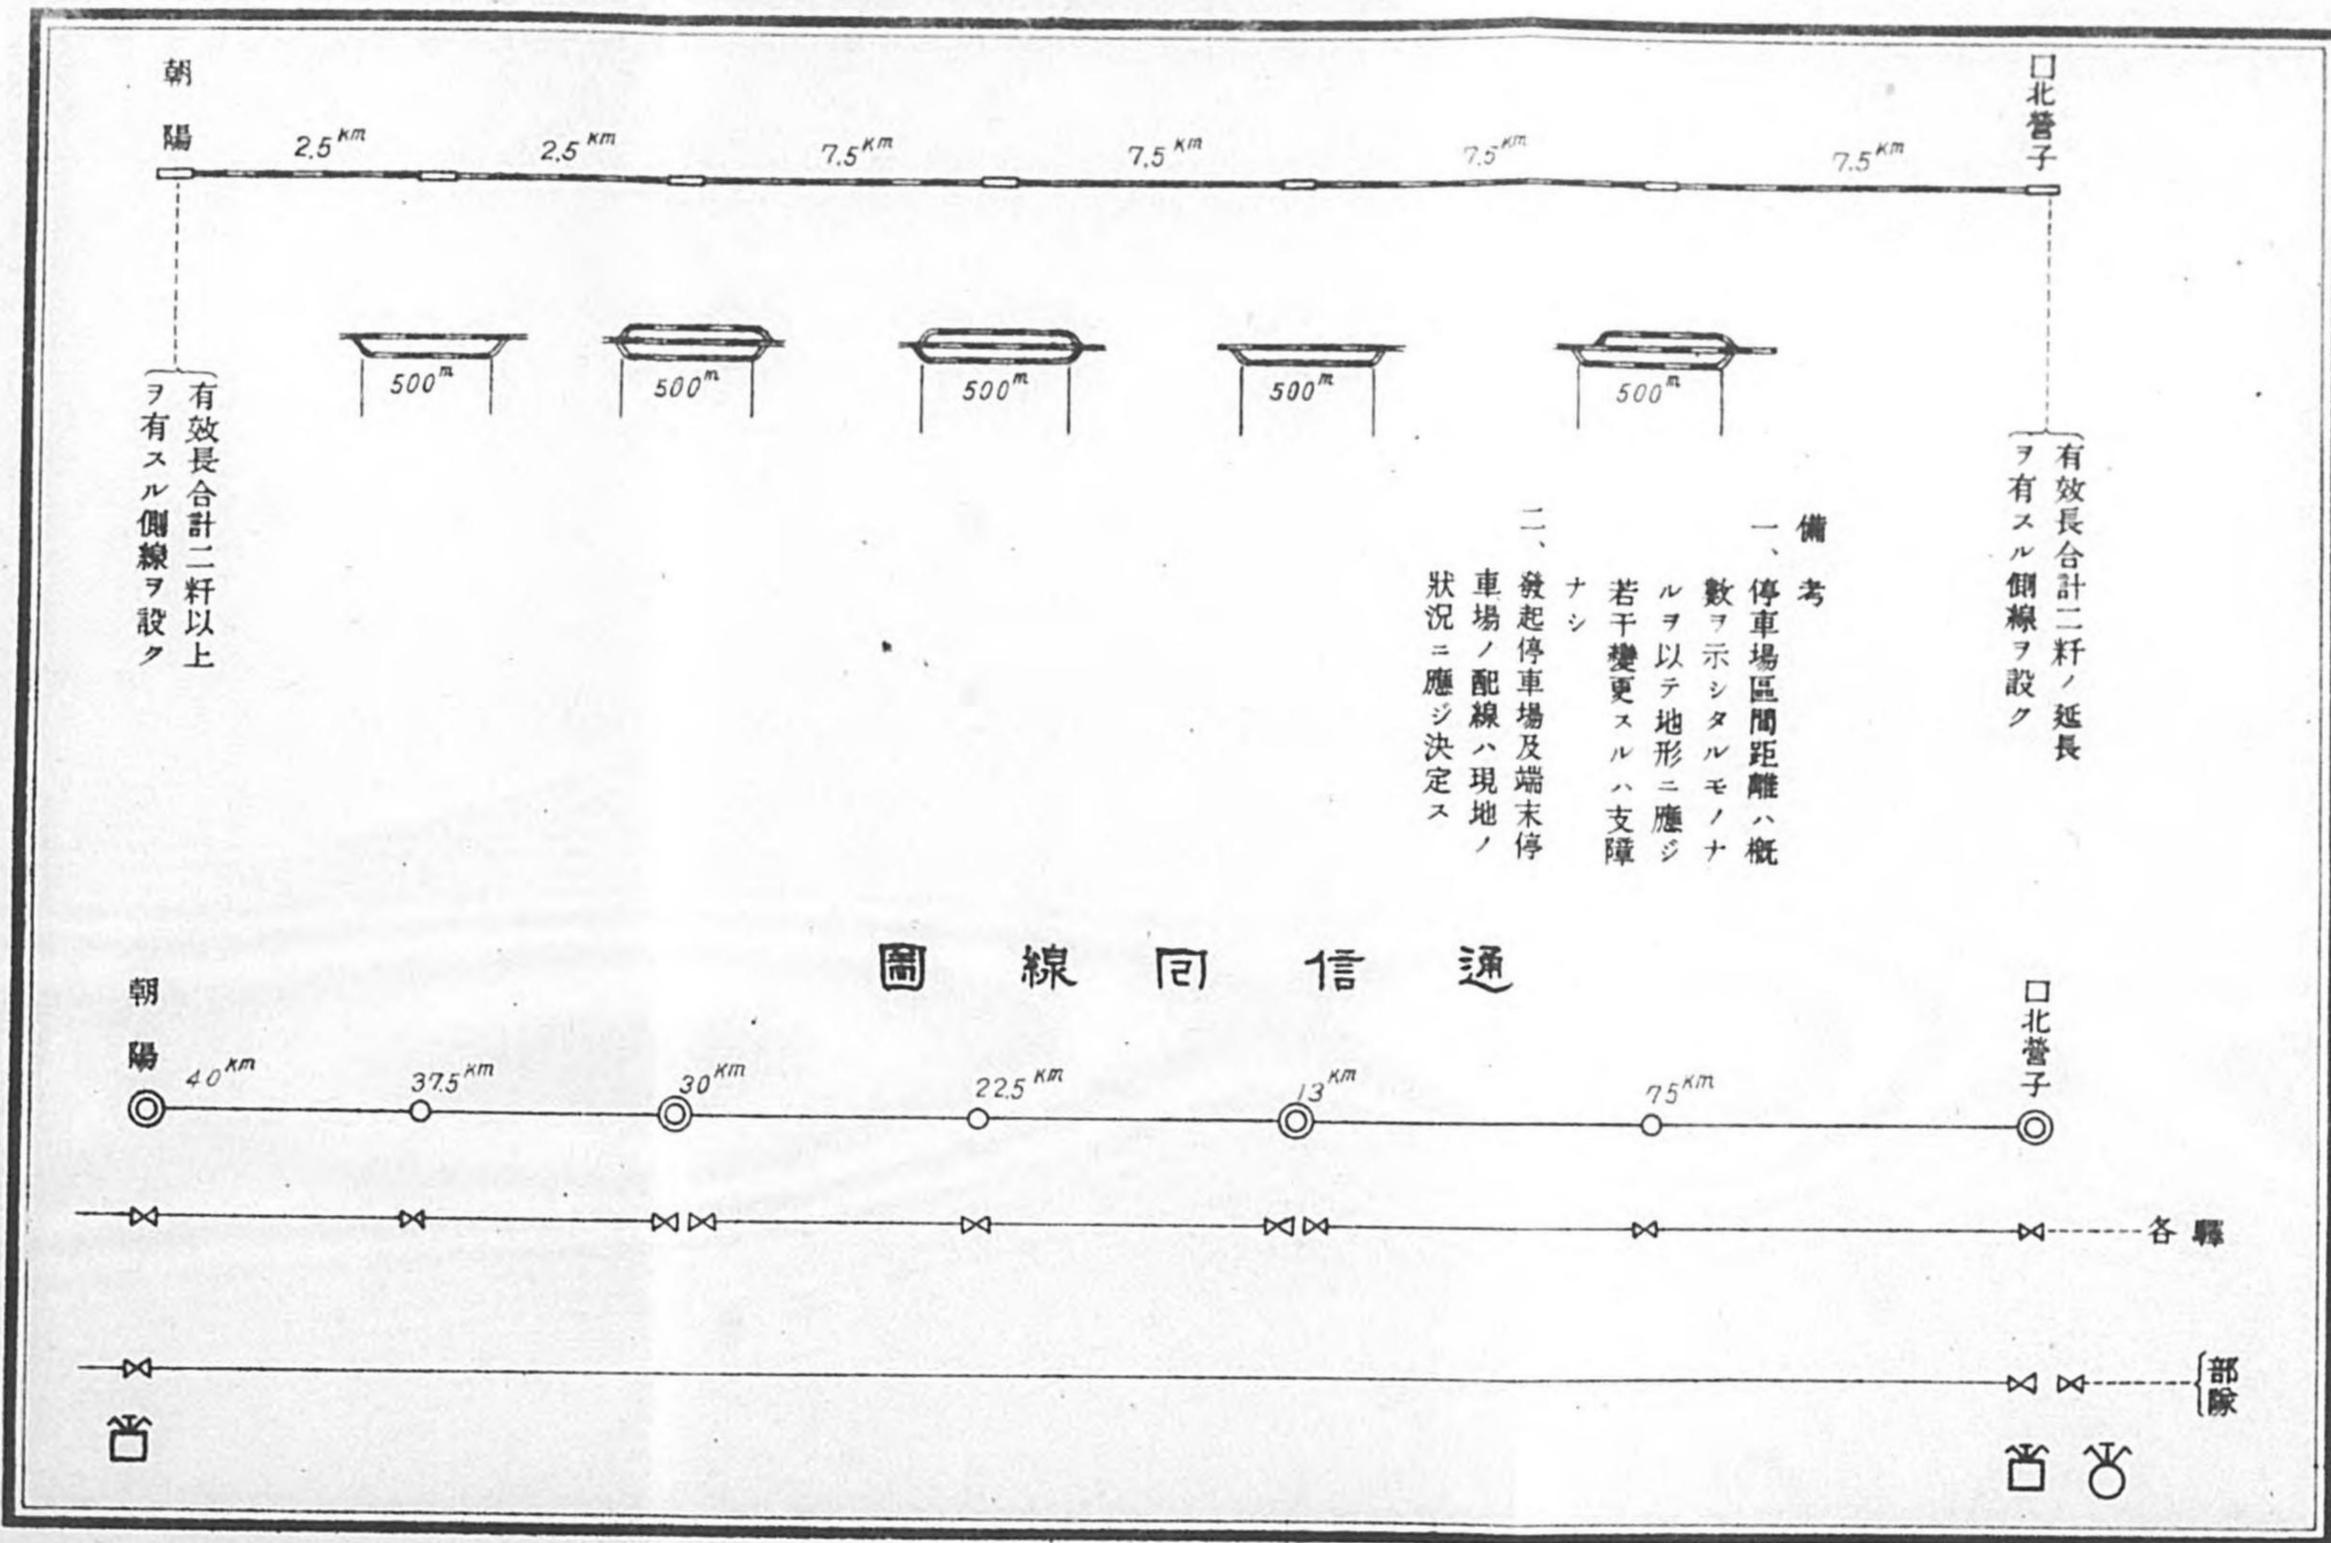 朝陽
口北營子
2.5km
2.5km
7.5km
7.5km
7.5km
7.5km
500m
500m
500m
500m
500m
有效長合計二粁ノ延長
ヲ有スル側線ヲ設ク
備考
一、停車場區間距離ハ概
數ヲ示シタルモノナ
ルヲ以テ地形ニ應ジ
若干變更スルハ支障
ナシ
二、發起停車場及端末停
車場ノ配線ハ現地ノ
狀況ニ應ジ決定ス
有效長合計二粁以上
ヲ有スル側線ヲ設ク
通信回線圖
朝陽
口北營子
40km
37.5km
30km
22.5km
13km
75km
各驛
部隊